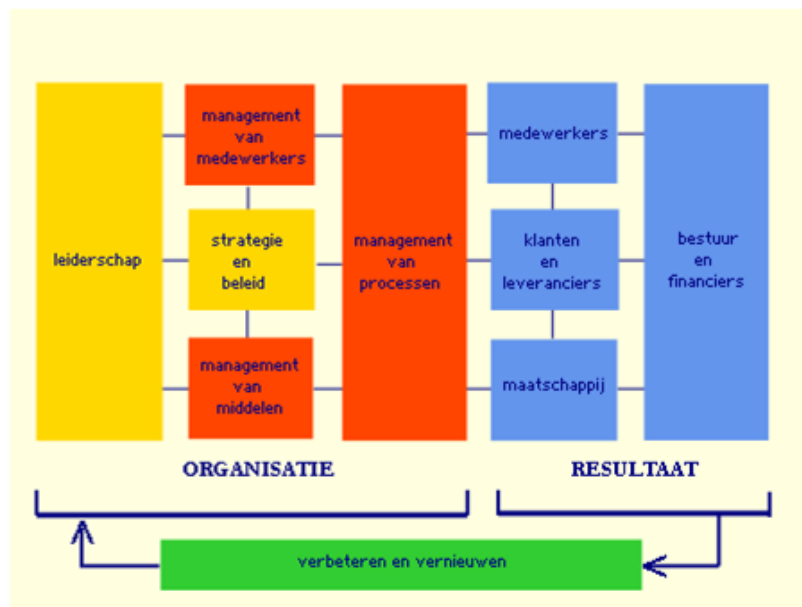 leiderschap
management
van
medewerkers
strategie
en
beleid
management
van
middelen
management
van
processen
medewerkers
klanten
en
leveranciers
maatschappij
bestuur
en
financiers
ORGANISATIE
RESULTAAT
verbeteren en vernieuwen